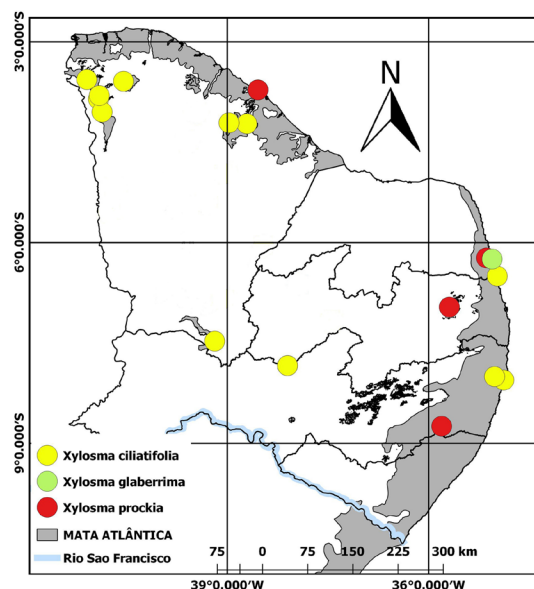 3°0.000'S
N
6°0.000'S
9°0.000'S
Xylosma ciliatifolia
Xylosma glaberrima
Xylosma prockia
MATA ATLÂNTICA
Rio Sao Francisco
75 0 75 150 225 300 km
39°0.000'W 36°0.000'W